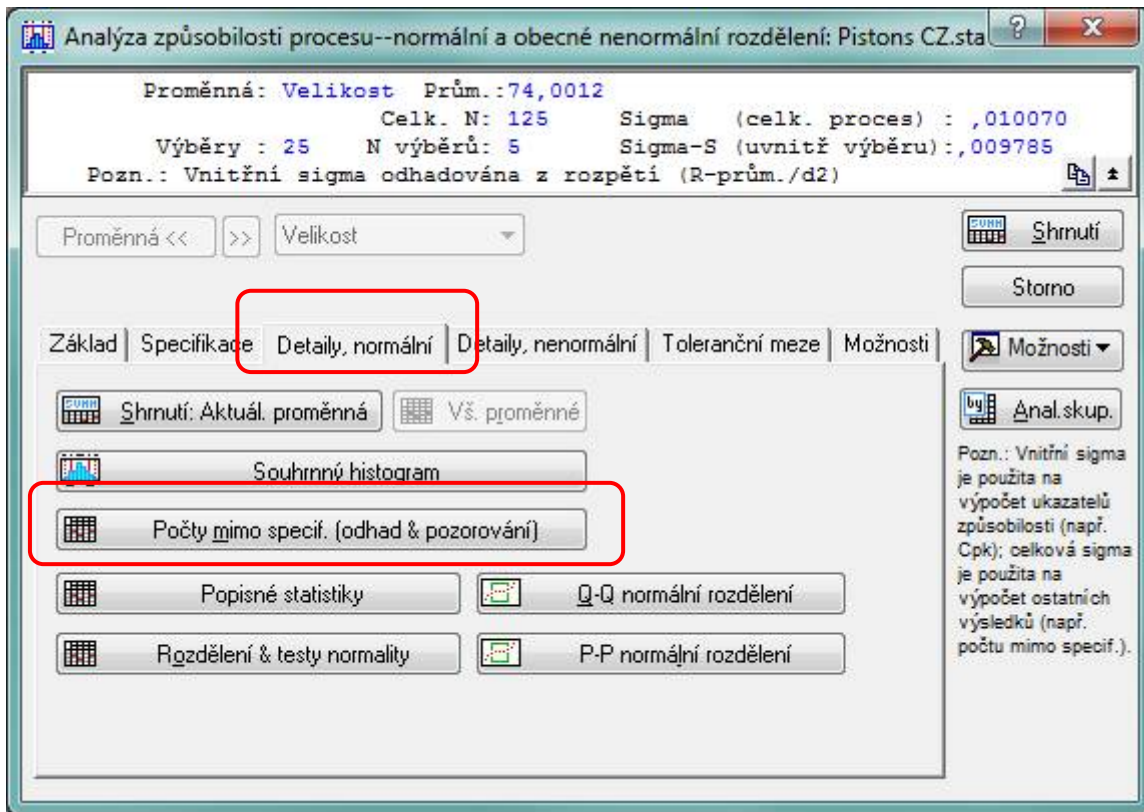 Analýza způsobilosti procesu--normální a obecné nenormální rozdělení: Pistons CZ.sta
Proměnná: Velikost Prům.:74,0012
Celk. N: 125 Sigma (celk. proces) : ,010070
Výběry : 25 N výběrů: 5 Sigma-S (uvnitř výběru):,009785
Pozn.: Vnitřní sigma odhadována z rozpětí (R-prům./d2)
Proměnná << >> Velikost
Shrnutí
Storno
Základ Specifikace Detaily, normální Detaily, nenormální Toleranční meze Možnosti
Možnosti
Shrnutí: Aktuál. proměnná Vš. proměnné
by Anal.skup.
Souhrnný histogram
Počty mimo specif. (odhad & pozorování)
Popisné statistiky Q-Q normální rozdělení
Rozdělení & testy normality P-P normální rozdělení
Pozn.: Vnitřní sigma
je použita na
výpočet ukazatelů
způsobilosti (např.
Cpk); celková sigma
je použita na
výpočet ostatních
výsledků (např.
počtu mimo specif.).